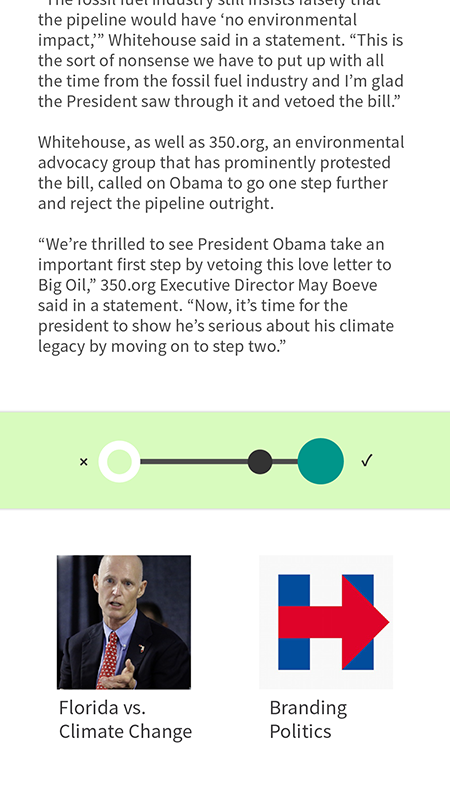 “The fossil fuel industry still insists falsely that
the pipeline would have ‘no environmental
impact,’” Whitehouse said in a statement. “This is
the sort of nonsense we have to put up with all
the time from the fossil fuel industry and I’m glad
the President saw through it and vetoed the bill.”
Whitehouse, as well as 350.org, an environmental
advocacy group that has prominently protested
the bill, called on Obama to go one step further
and reject the pipeline outright.
“We’re thrilled to see President Obama take an
important first step by vetoing this love letter to
Big Oil,” 350.org Executive Director May Boeve
said in a statement. “Now, it’s time for the
president to show he’s serious about his climate
legacy by moving on to step two.”
× ✓
Florida vs.
Climate Change
Branding
Politics